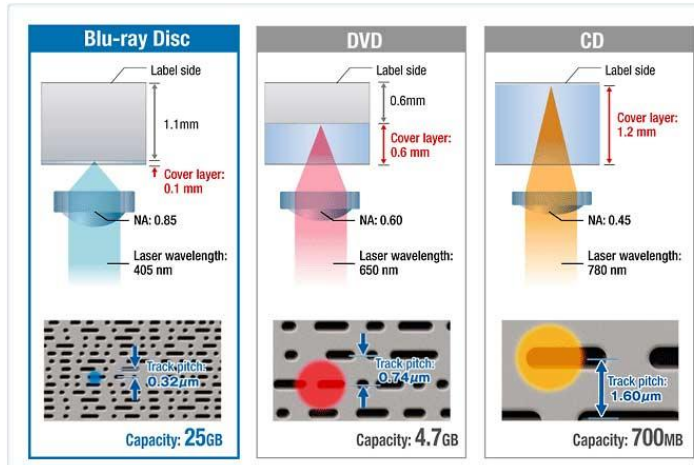 Blu-ray Disc
Label side
1.1mm
Cover layer:
0.1 mm
NA: 0.85
Laser wavelength:
405 nm
Track pitch:
0.32μm
Capacity: 25GB
DVD
Label side
0.6mm
Cover layer:
0.6 mm
NA: 0.60
Laser wavelength:
650 nm
Track pitch:
0.74μm
Capacity: 4.7GB
CD
Label side
Cover layer:
1.2 mm
NA: 0.45
Laser wavelength:
780 nm
Track pitch:
1.60μm
Capacity: 700MB